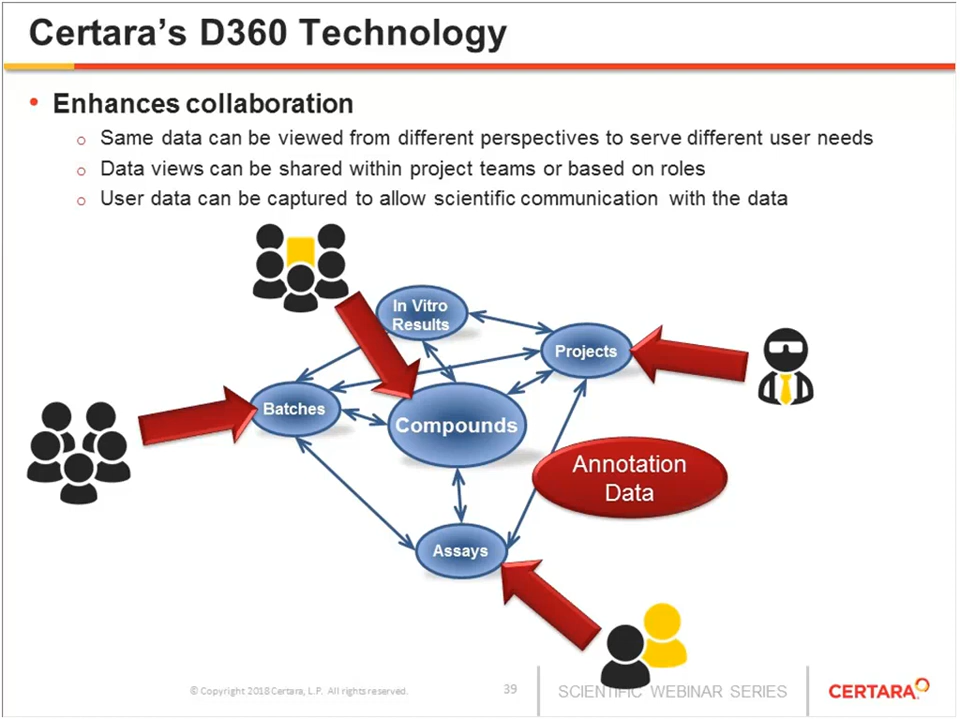 Certara’s D360 Technology
• Enhances collaboration
o Same data can be viewed from different perspectives to serve different user needs
o Data views can be shared within project teams or based on roles
o User data can be captured to allow scientific communication with the data
In Vitro
Results
Projects
Batches
Compounds
Annotation
Data
Assays
© Copyright 2018 Certara, L.P. All rights reserved.
39
SCIENTIFIC WEBINAR SERIES
CERTARA